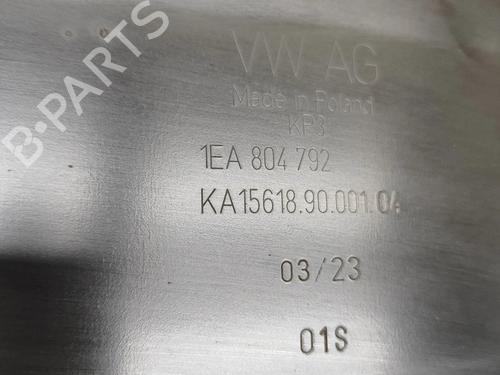 VW AG
Made in Poland
KP3
1EA 804 792
KA15618.90.001.04
03/23
01S
B-PARTS